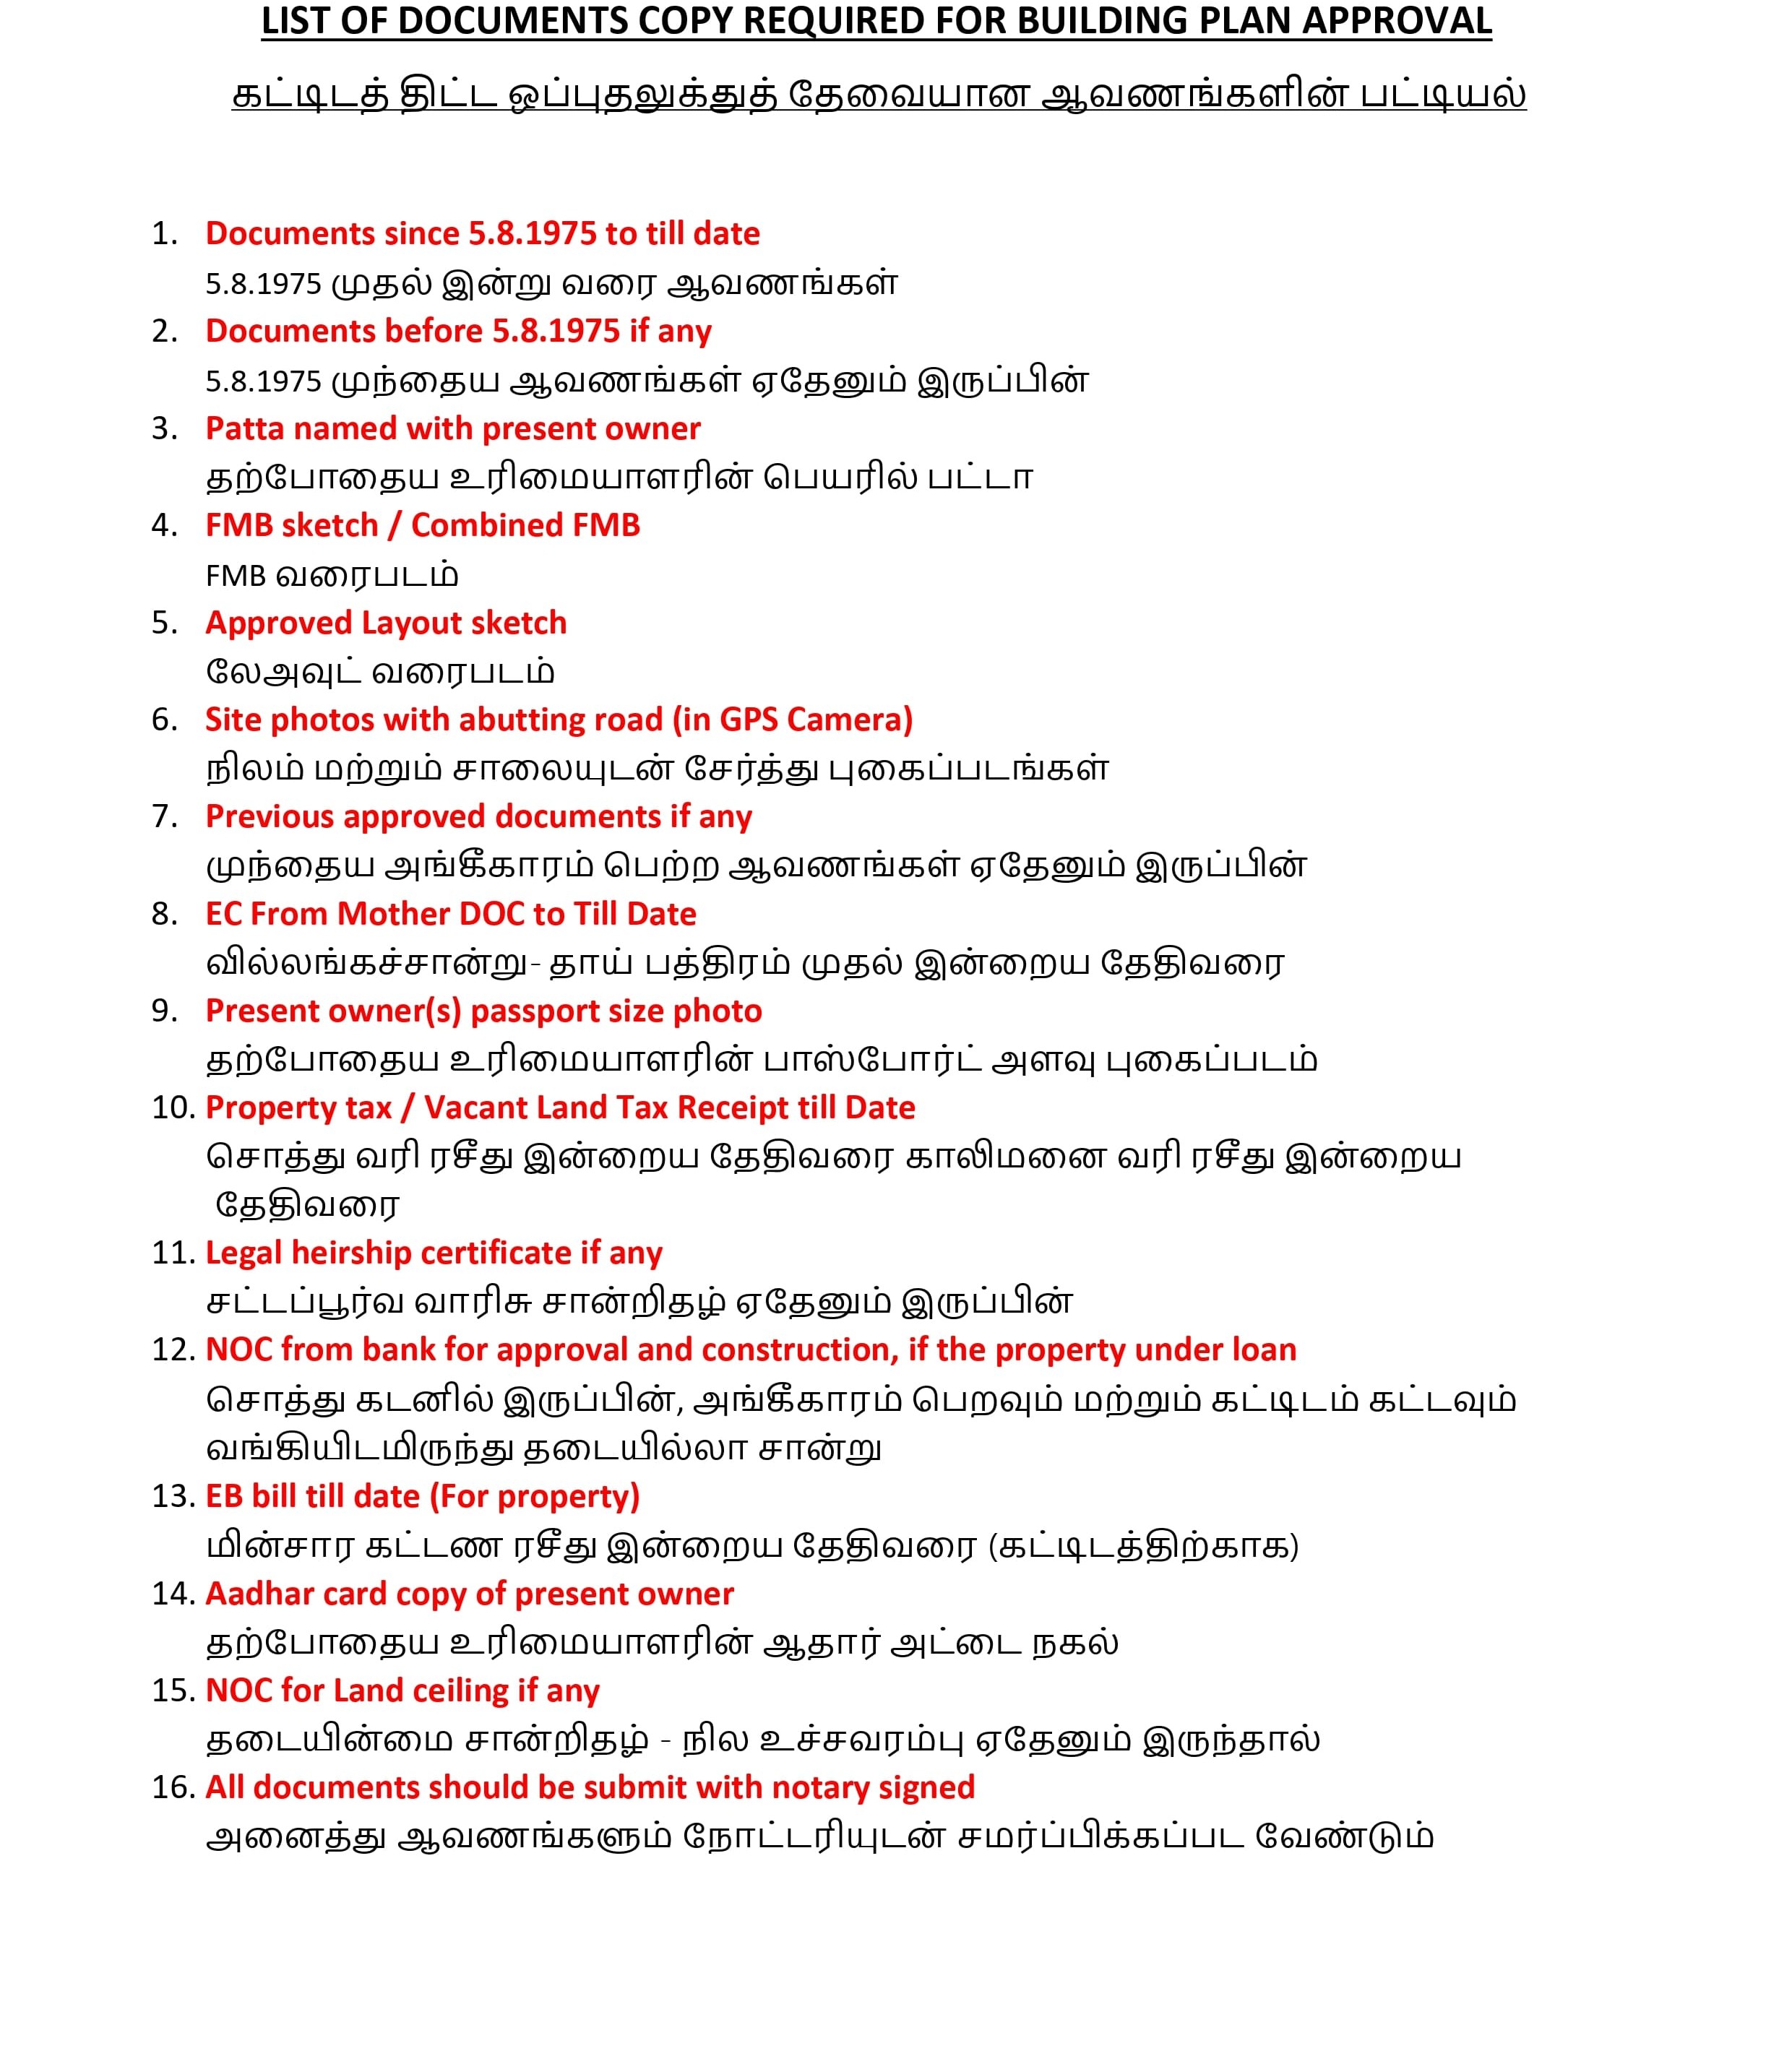 LIST OF DOCUMENTS COPY REQUIRED FOR BUILDING PLAN APPROVAL
கட்டிடத் திட்ட ஒப்புதலுக்குத் தேவையான ஆவணங்களின் பட்டியல்
1. Documents since 5.8.1975 to till date
5.8.1975 முதல் இன்று வரை ஆவணங்கள்
2. Documents before 5.8.1975 if any
5.8.1975 முந்தைய ஆவணங்கள் ஏதேனும் இருப்பின்
3. Patta named with present owner
தற்போதைய உரிமையாளரின் பெயரில் பட்டா
4. FMB sketch / Combined FMB
FMB வரைபடம்
5. Approved Layout sketch
லேஅவுட் வரைபடம்
6. Site photos with abutting road (in GPS Camera)
நிலம் மற்றும் சாலையுடன் சேர்த்து புகைப்படங்கள்
7. Previous approved documents if any
முந்தைய அங்கீகாரம் பெற்ற ஆவணங்கள் ஏதேனும் இருப்பின்
8. EC From Mother DOC to Till Date
வில்லங்கச்சான்று- தாய் பத்திரம் முதல் இன்றைய தேதிவரை
9. Present owner(s) passport size photo
தற்போதைய உரிமையாளரின் பாஸ்போர்ட் அளவு புகைப்படம்
10. Property tax / Vacant Land Tax Receipt till Date
சொத்து வரி ரசீது இன்றைய தேதிவரை காலிமனை வரி ரசீது இன்றைய
தேதிவரை
11. Legal heirship certificate if any
சட்டப்பூர்வ வாரிசு சான்றிதழ் ஏதேனும் இருப்பின்
12. NOC from bank for approval and construction, if the property under loan
சொத்து கடனில் இருப்பின், அங்கீகாரம் பெறவும் மற்றும் கட்டிடம் கட்டவும்
வங்கியிடமிருந்து தடையில்லா சான்று
13. EB bill till date (For property)
மின்சார கட்டண ரசீது இன்றைய தேதிவரை (கட்டிடத்திற்காக)
14. Aadhar card copy of present owner
தற்போதைய உரிமையாளரின் ஆதார் அட்டை நகல்
15. NOC for Land ceiling if any
தடையின்மை சான்றிதழ் - நில உச்சவரம்பு ஏதேனும் இருந்தால்
16. All documents should be submit with notary signed
அனைத்து ஆவணங்களும் நோட்டரியுடன் சமர்ப்பிக்கப்பட வேண்டும்